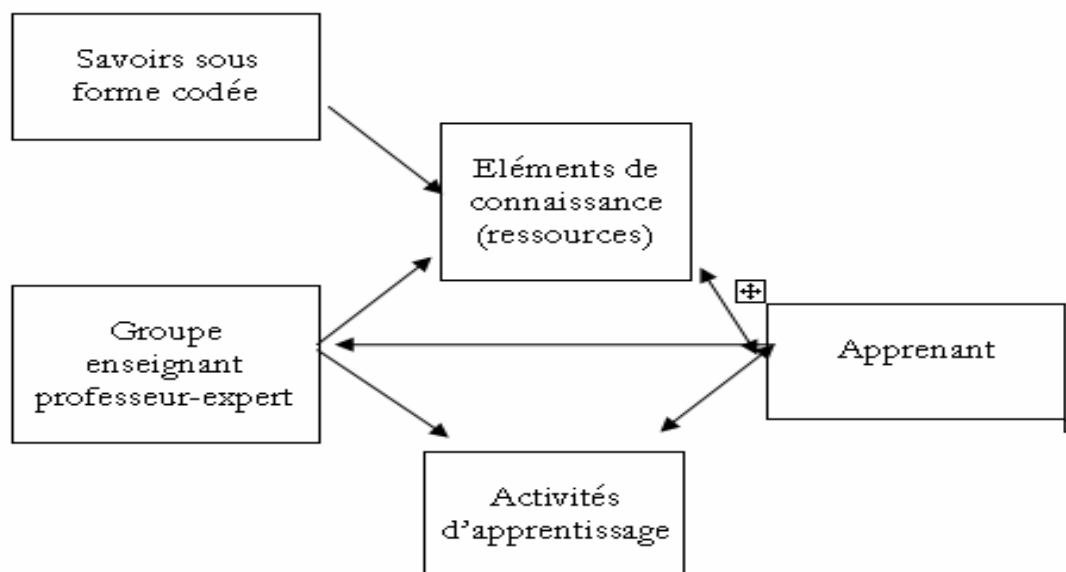 Savoirs sous
forme codée
Eléments de
connaissance
(ressources)
Groupe
enseignant
professeur-expert
Apprenant
Activités
d'apprentissage